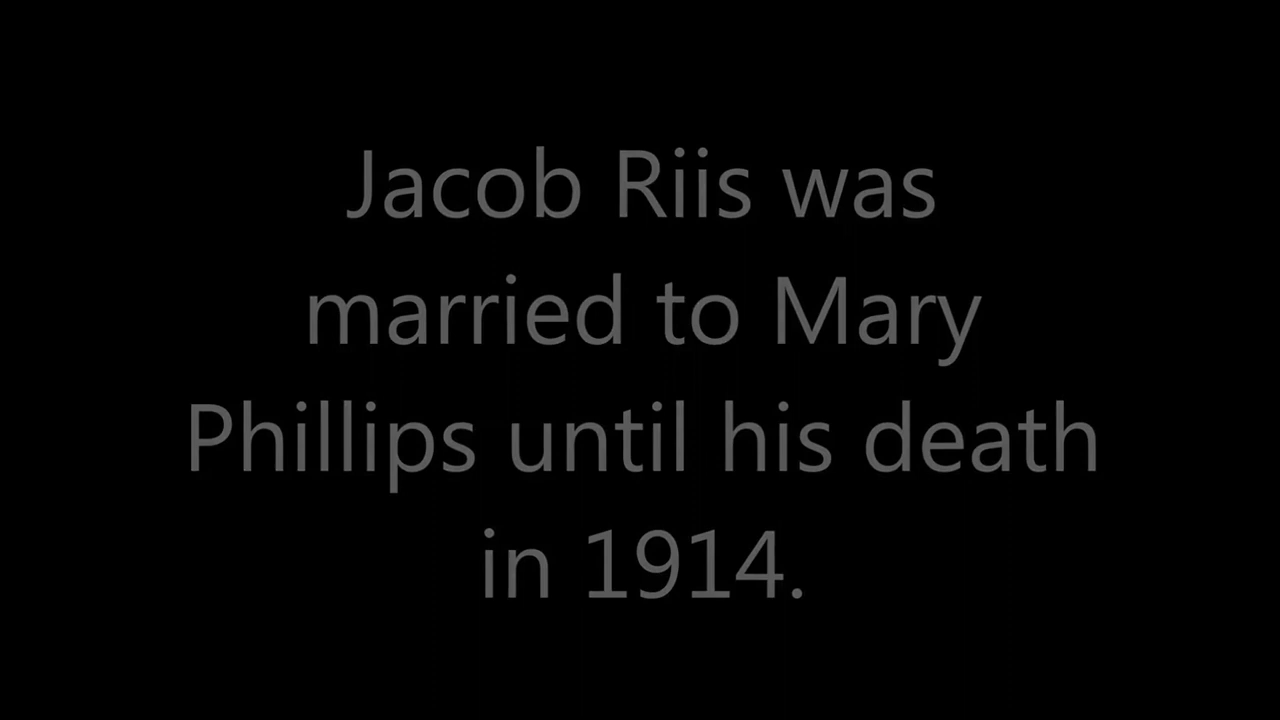 Jacob Riis was
married to Mary
Phillips until his death
in 1914.